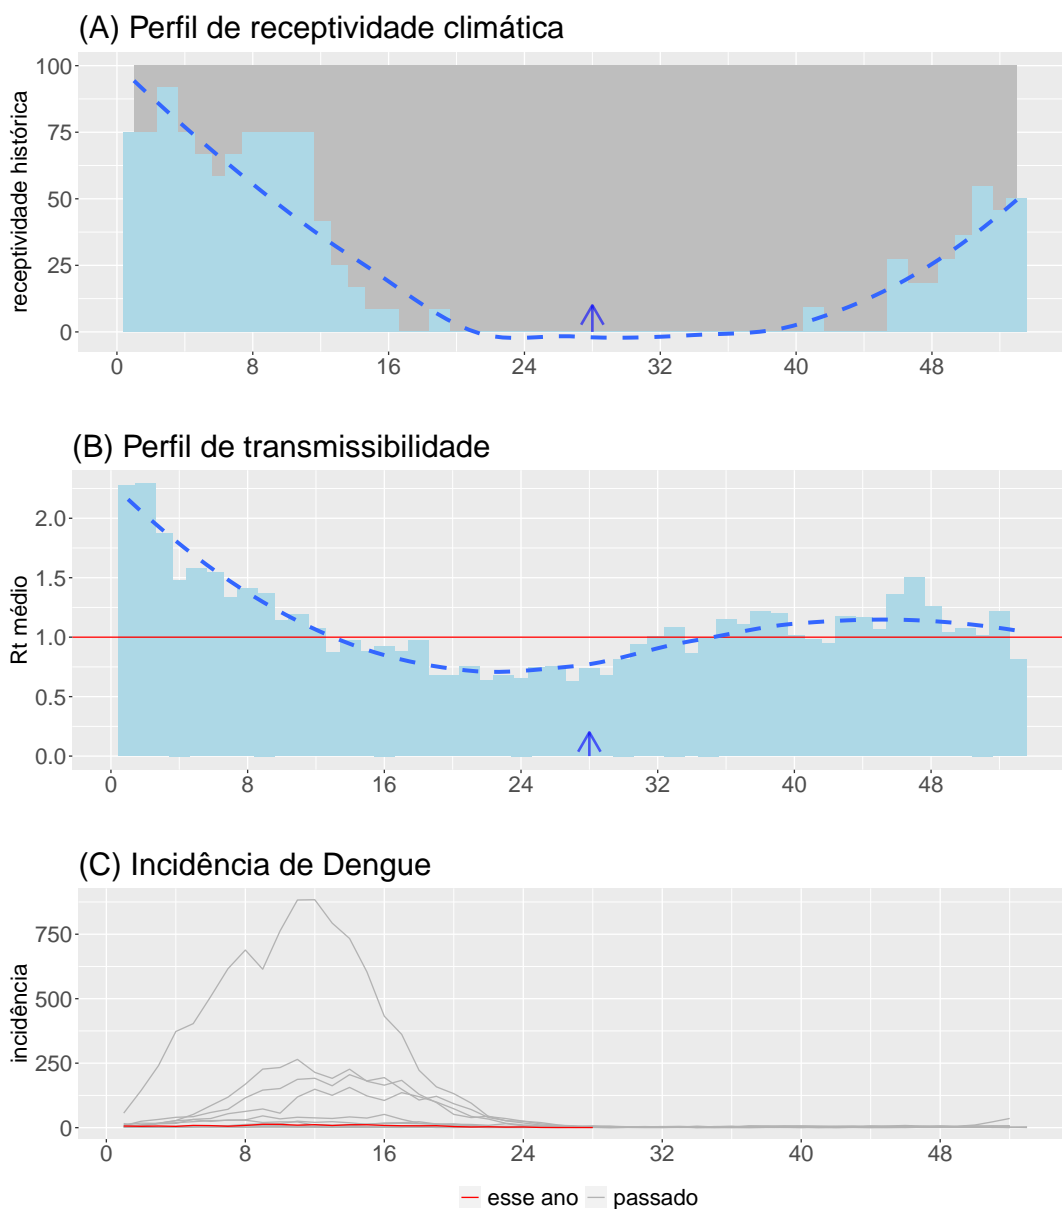 (A) Perfil de receptividade climática
receptividade histórica
100
75
50
25
0
0 8 16 24 32 40 48
(B) Perfil de transmissibilidade
Rt médio
2.0
1.5
1.0
0.5
0.0
0 8 16 24 32 40 48
(C) Incidência de Dengue
incidência
750
500
250
0
0 8 16 24 32 40 48
esse ano passado